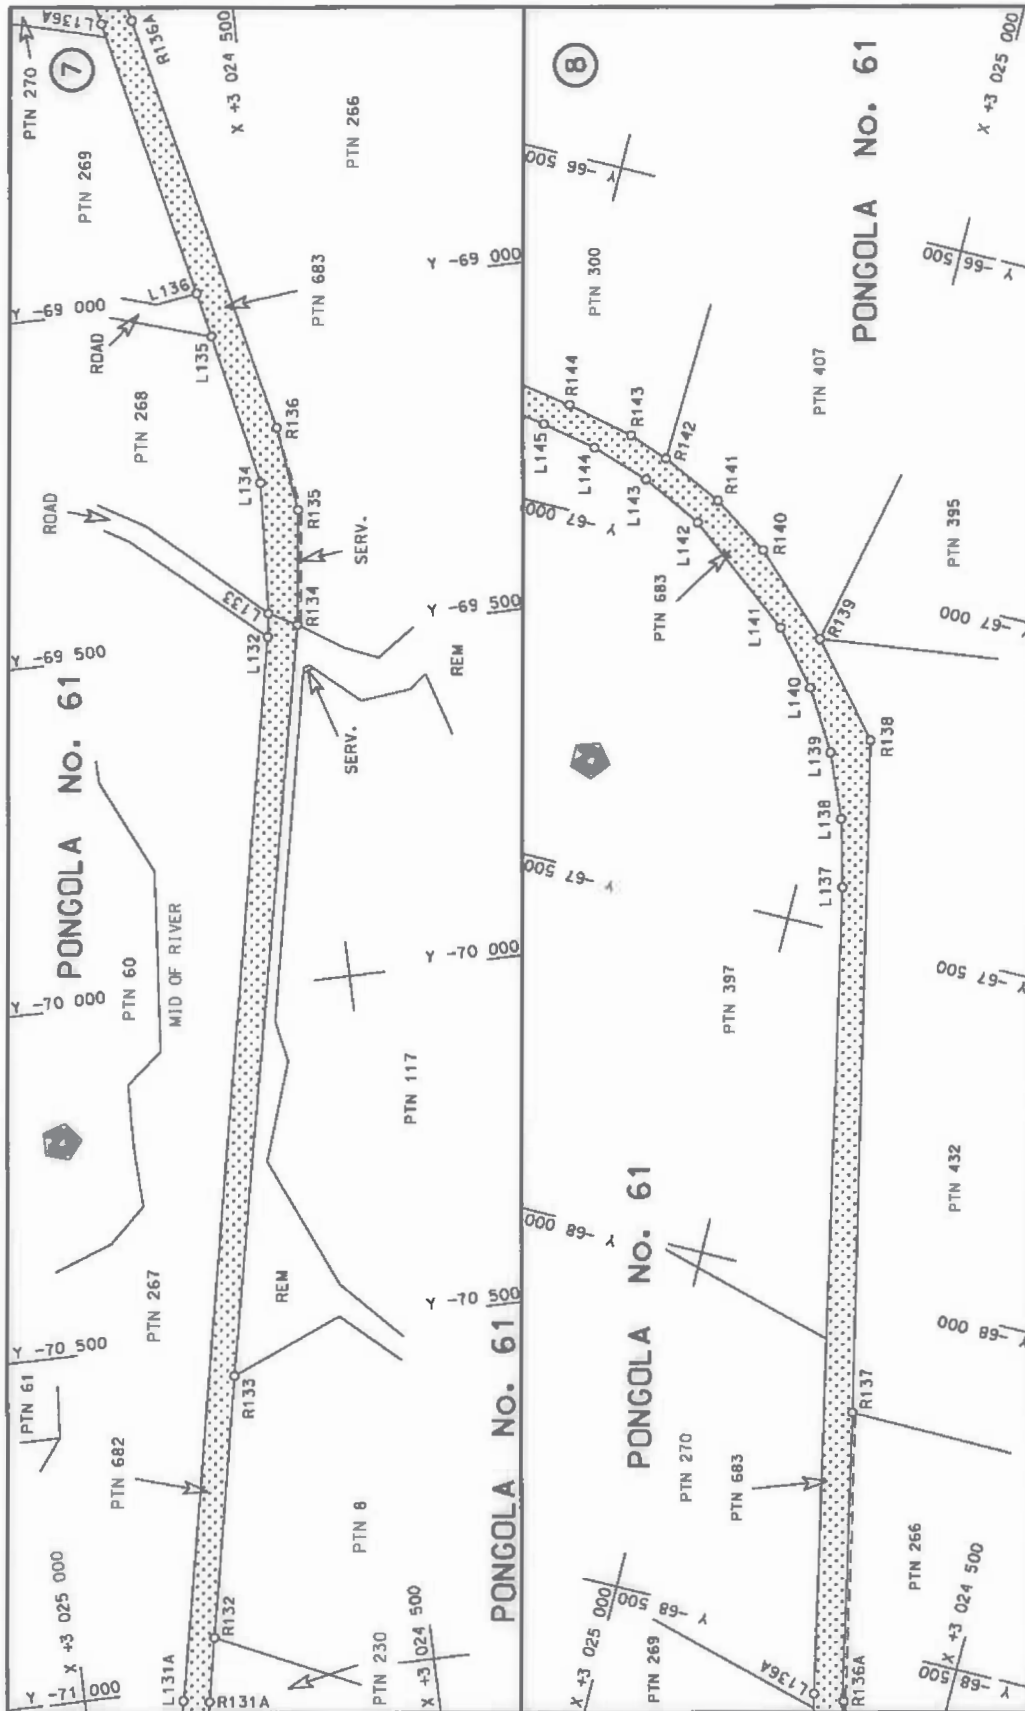 L136A
R136A
PTN 270
7
X +3 024 500
PTN 269
PTN 266
L136
Y -69 000
Y -69 000
ROAD
L135
PTN 683
PTN 268
R136
L134
ROAD
R135
SERV.
L133
R134
L132
Y -69 500
Y -69 500
REM
SERV.
PONGOLA No. 61
PTN 60
MID OF RIVER
Y -70 000
Y -70 000
PTN 117
PTN 267
REM
Y -70 500
Y -70 500
PTN 61
R133
PTN 682
PTN 8
PONGOLA No. 61
R132
PTN 230
X +3 025 000
X +3 024 500
Y -71 000
L131A
R131A
8
X +3 025 000
PONGOLA No. 61
Y -66 500
Y -66 500
PTN 300
PTN 407
R144
R143
R142
R141
R140
R139
R138
L145
L144
L143
L142
L141
L140
L139
L138
L137
PTN 683
PTN 395
Y -67 000
Y -67 000
Y -67 500
Y -67 500
PTN 397
PTN 432
Y -68 000
Y -68 000
PONGOLA No. 61
R137
PTN 270
PTN 683
PTN 266
X +3 025 000
X +3 024 500
Y -68 500
Y -68 500
PTN 269
L136A
R136A